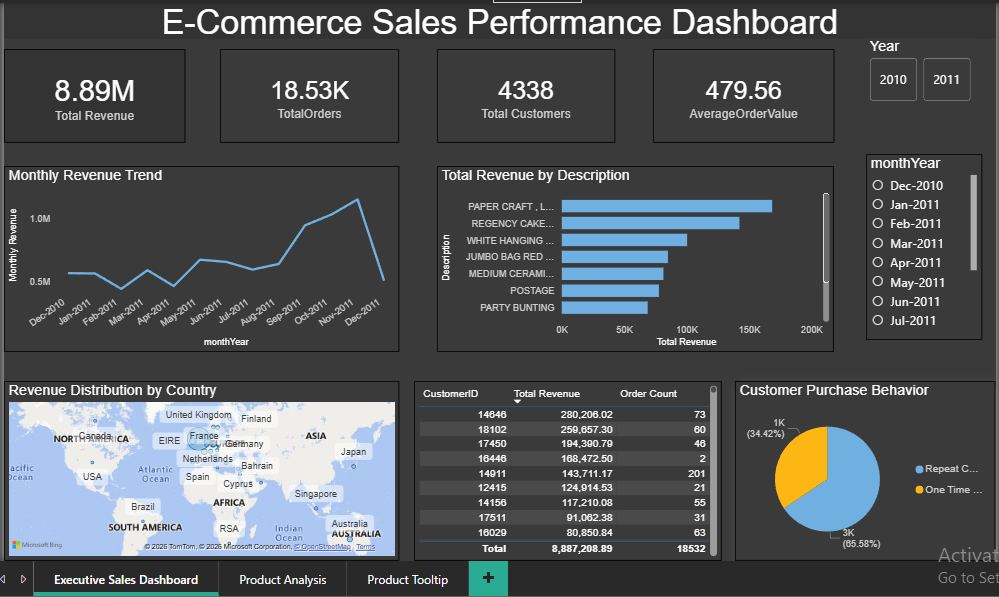 E-Commerce Sales Performance Dashboard
8.89M
Total Revenue
18.53K
TotalOrders
4338
Total Customers
479.56
AverageOrderValue
Year
2010
2011
monthYear
Dec-2010
Jan-2011
Feb-2011
Mar-2011
Apr-2011
May-2011
Jun-2011
Jul-2011
Monthly Revenue Trend
Monthly Revenue
1.0M
0.5M
Dec-2010
Jan-2011
Feb-2011
Mar-2011
Apr-2011
May-2011
Jun-2011
Jul-2011
Aug-2011
Sep-2011
Oct-2011
Nov-2011
Dec-2011
monthYear
Total Revenue by Description
Description
PAPER CRAFT , L...
REGENCY CAKE...
WHITE HANGING ...
JUMBO BAG RED ...
MEDIUM CERAMI...
POSTAGE
PARTY BUNTING
0K 50K 100K 150K 200K
Total Revenue
Revenue Distribution by Country
United Kingdom
Finland
NORTH AMERICA
Canada
EIRE
France
Germany
ASIA
Netherlands
Japan
Bahrain
USA
Atlantic
Ocean
Spain
Cyprus
Singapore
AFRICA
Brazil
SOUTH AMERICA
RSA
Indian
Ocean
Australia
AUSTRALIA
Microsoft Bing
© 2026 TomTom, © 2026 Microsoft Corporation, © OpenStreetMap Terms
CustomerID Total Revenue Order Count
14646 280,206.02 73
18102 259,657.30 60
17450 194,390.79 46
16446 168,472.50 2
14911 143,711.17 201
12415 124,914.53 21
14156 117,210.08 55
17511 91,062.38 31
16029 80,850.84 63
Total 8,887,208.89 18532
Customer Purchase Behavior
1K
(34.42%)
3K
(65.58%)
Repeat C...
One Time ...
Activat
Go to Set
Executive Sales Dashboard
Product Analysis
Product Tooltip
+